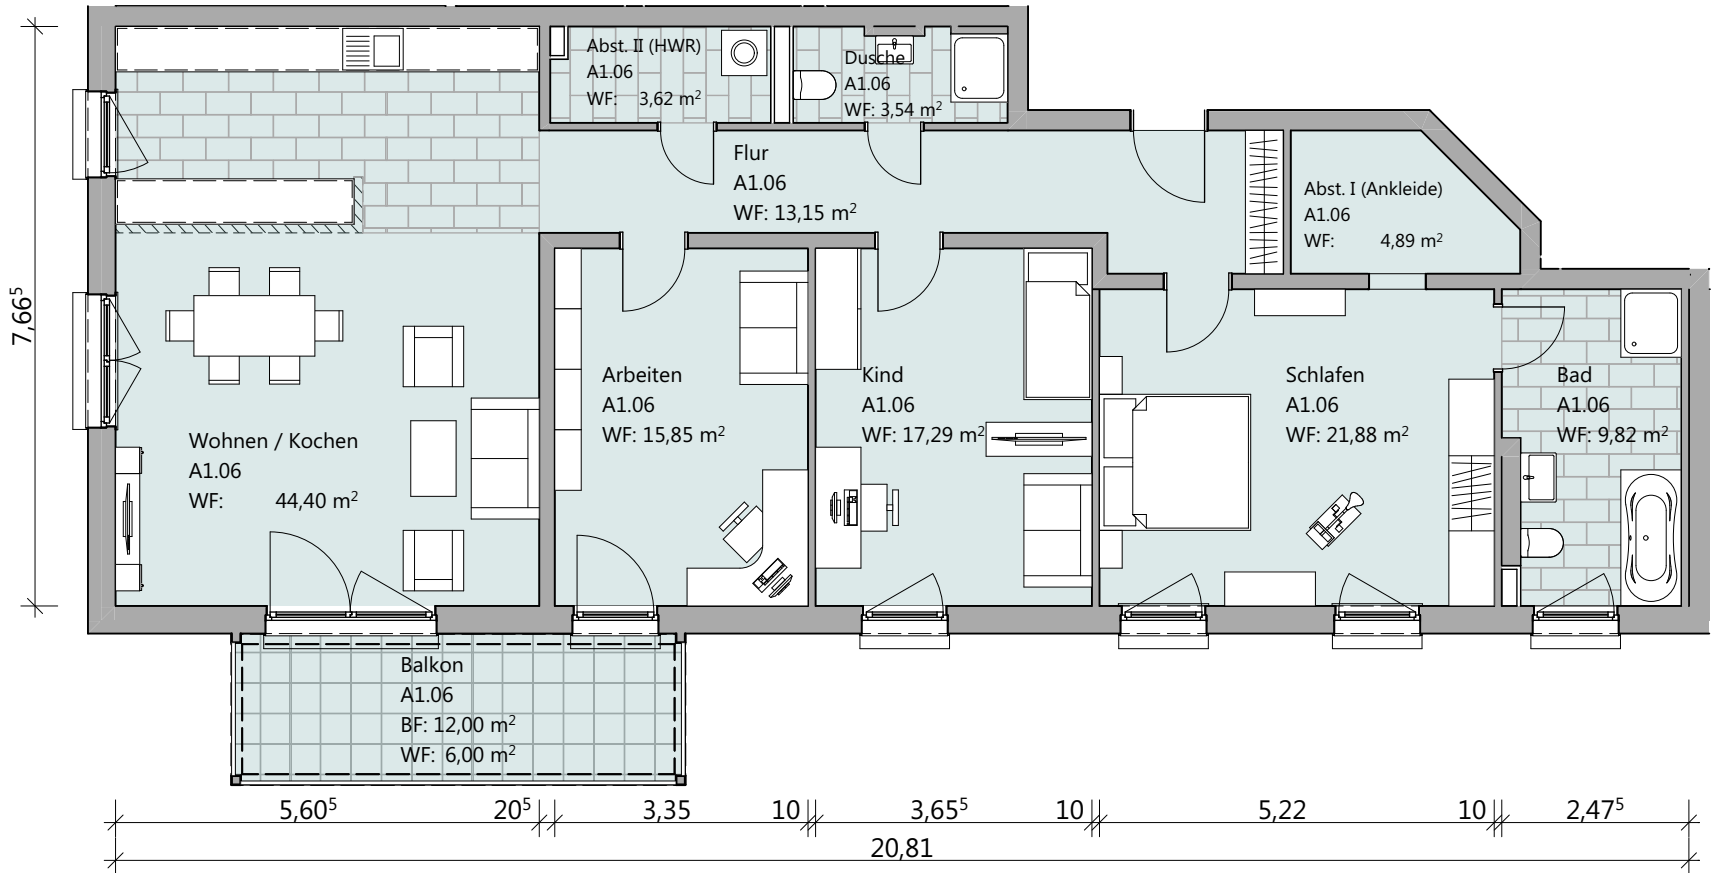 Abst. II (HWR)
A1.06
WF: 3,62 m²
Dusche
A1.06
WF: 3,54 m²
Flur
A1.06
WF: 13,15 m²
Abst. I (Ankleide)
A1.06
WF: 4,89 m²
7,66⁵
Wohnen / Kochen
A1.06
WF: 44,40 m²
Arbeiten
A1.06
WF: 15,85 m²
Kind
A1.06
WF: 17,29 m²
Schlafen
A1.06
WF: 21,88 m²
Bad
A1.06
WF: 9,82 m²
Balkon
A1.06
BF: 12,00 m²
WF: 6,00 m²
5,60⁵ 20⁵ 3,35 10 3,65⁵ 10 5,22 10 2,47⁵
20,81